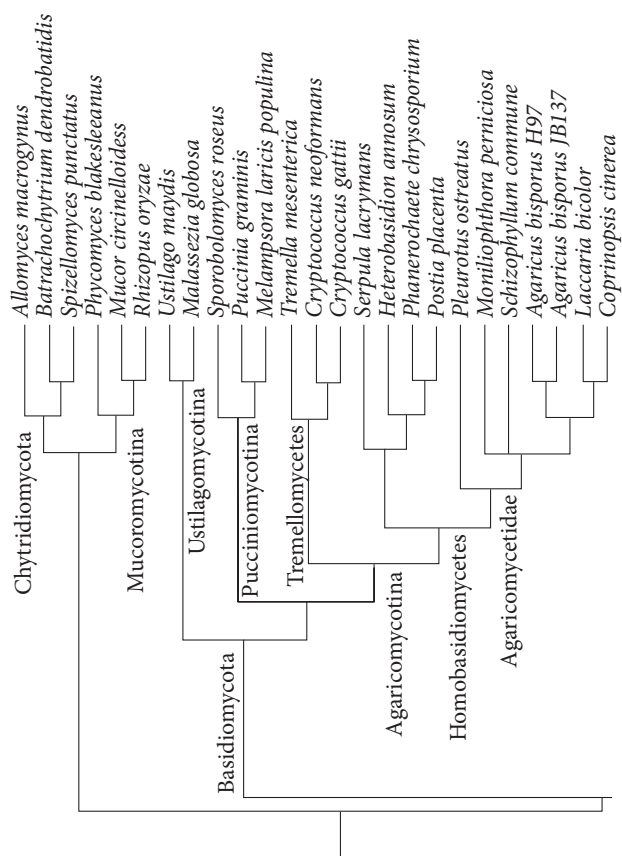 Allomyces macrogynus
Batrachochytrium dendrobatidis
Spizellomyces punctatus
Phycomyces blakesleeanus
Mucor circinelloidess
Rhizopus oryzae
Ustilago maydis
Malassezia globosa
Sporobolomyces roseus
Puccinia graminis
Melampsora laricis populina
Tremella mesenterica
Cryptococcus neoformans
Cryptococcus gattii
Serpula lacrymans
Heterobasidion annosum
Phanerochaete chrysosporium
Postia placenta
Pleurotus ostreatus
Moniliophthora perniciosa
Schizophyllum commune
Agaricus bisporus H97
Agaricus bisporus JB137
Laccaria bicolor
Coprinopsis cinerea
Chytridiomycota
Mucoromycotina
Ustilagomycotina
Pucciniomycotina
Tremellomycetes
Basidiomycota
Agaricomycotina
Homobasidiomycetes
Agaricomycetidae